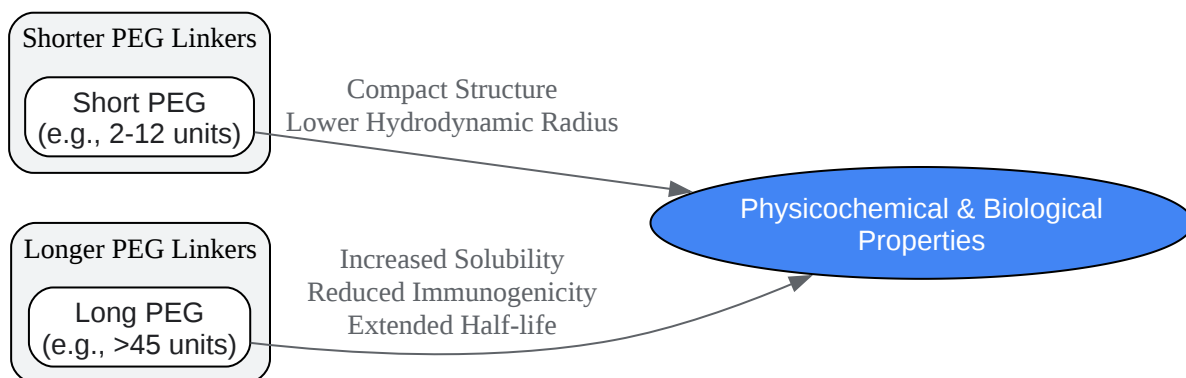 Shorter PEG Linkers
Short PEG
(e.g., 2-12 units)
Compact Structure
Lower Hydrodynamic Radius
Physicochemical & Biological
Properties
Longer PEG Linkers
Long PEG
(e.g., >45 units)
Increased Solubility
Reduced Immunogenicity
Extended Half-life